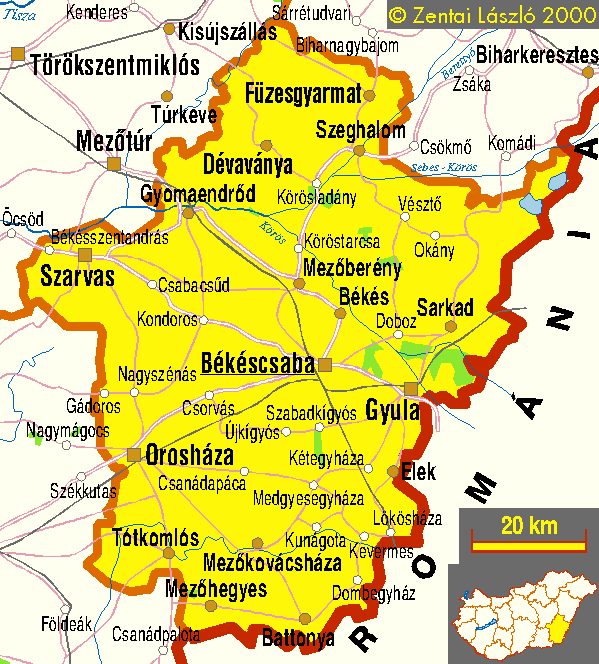 © Zentai László 2000
Tisza
Kenderes
Kisújszállás
Sárrétudvari
Biharnagybajom
Törökszentmiklós
Berettyó
Biharkeresztes
Zsáka
Füzesgyarmat
Túrkeve
Mezőtúr
Szeghalom
Csökmő
Komádi
Dévaványa
Sebes - Körös
Gyomaendrőd
Körösladány
Vésztő
Öcsöd
Békésszentandrás
Körös
Köröstarcsa
Okány
Szarvas
Mezőberény
Csabacsűd
Békés
Sarkad
Kondoros
Doboz
Békéscsaba
Nagyszénás
Gádoros
Csorvás
Szabadkígyós
Gyula
Nagymágocs
Újkígyós
Orosháza
Kétegyháza
Elek
Székkutas
Csanádapáca
Medgyesegyháza
Lőkösháza
Tótkomlós
Kunágota
Kevermes
Mezőkovácsháza
Mezőhegyes
Dombegyház
Földeák
Battonya
Csanádpalota
ROMÁNIA
20 km